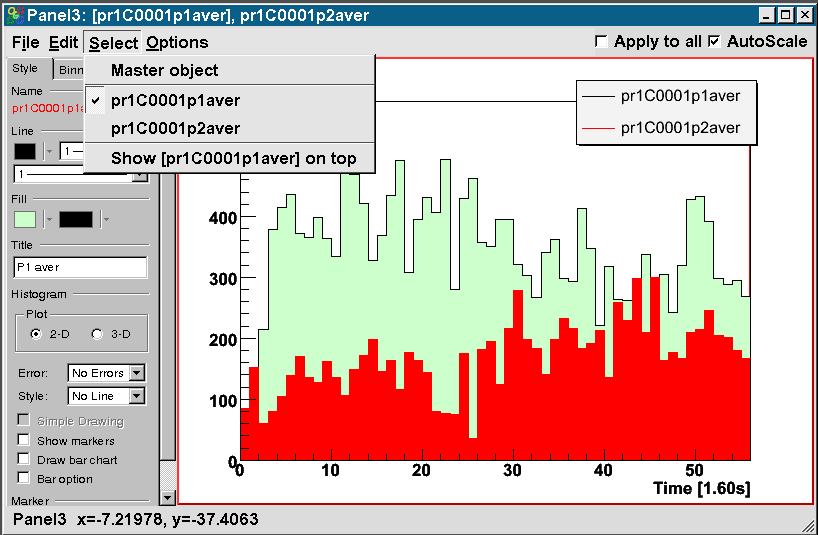 Panel3: [pr1C0001p1aver], pr1C0001p2aver
File Edit Select Options Apply to all AutoScale
Style Binn
Master object
Name
pr1C0001p1a
pr1C0001p1aver
pr1C0001p2aver
Show [pr1C0001p1aver] on top
Line
1
1
Fill
Title
P1 aver
Histogram
Plot
2-D 3-D
Error: No Errors
Style: No Line
Simple Drawing
Show markers
Draw bar chart
Bar option
Marker
pr1C0001p1aver
pr1C0001p2aver
400
300
200
100
0
0 10 20 30 40 50
Time [1.60s]
Panel3 x=-7.21978, y=-37.4063